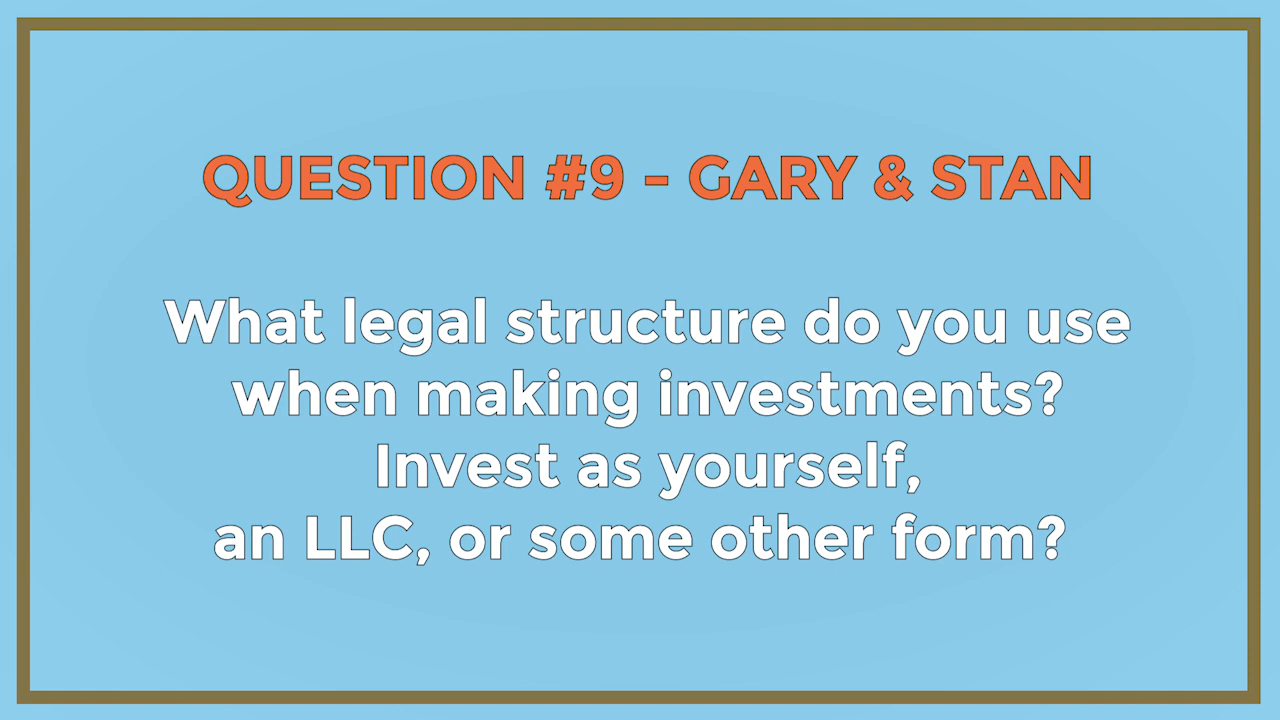 QUESTION #9 - GARY & STAN
What legal structure do you use
when making investments?
Invest as yourself,
an LLC, or some other form?